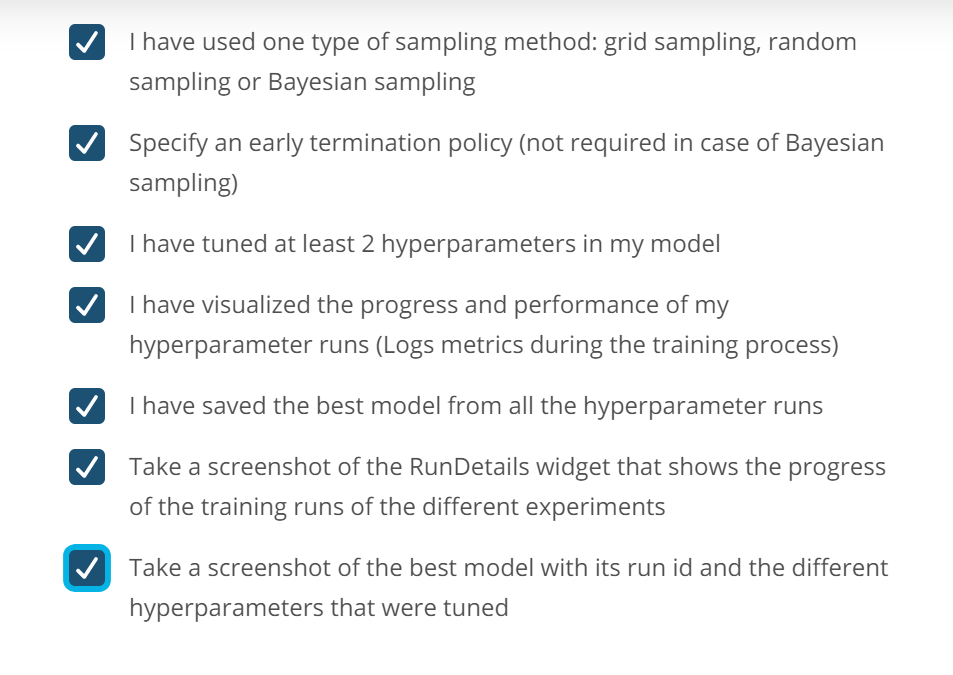 I have used one type of sampling method: grid sampling, random
sampling or Bayesian sampling
Specify an early termination policy (not required in case of Bayesian
sampling)
I have tuned at least 2 hyperparameters in my model
I have visualized the progress and performance of my
hyperparameter runs (Logs metrics during the training process)
I have saved the best model from all the hyperparameter runs
Take a screenshot of the RunDetails widget that shows the progress
of the training runs of the different experiments
Take a screenshot of the best model with its run id and the different
hyperparameters that were tuned